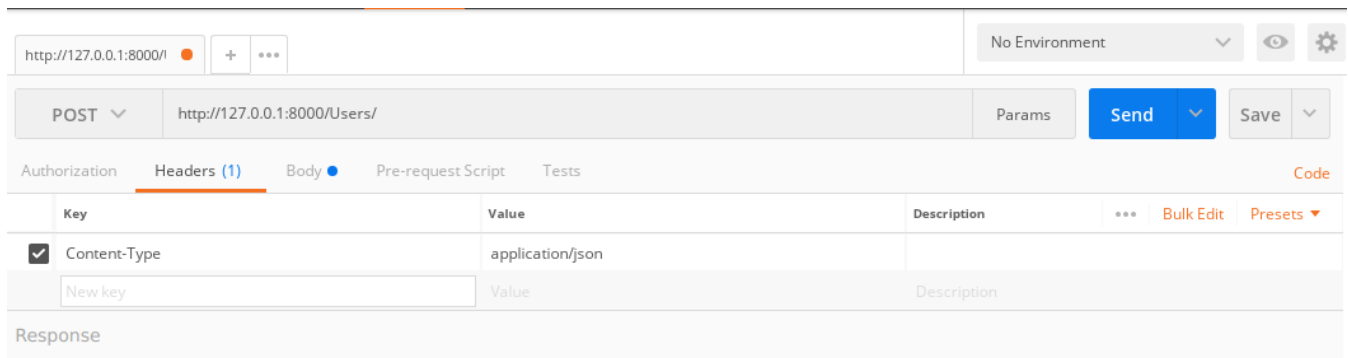 http://127.0.0.1:8000/U + ••• No Environment
POST http://127.0.0.1:8000/Users/ Params Send Save
Authorization Headers (1) Body Pre-request Script Tests Code
Key Value Description ••• Bulk Edit Presets
Content-Type application/json
New key Value Description
Response